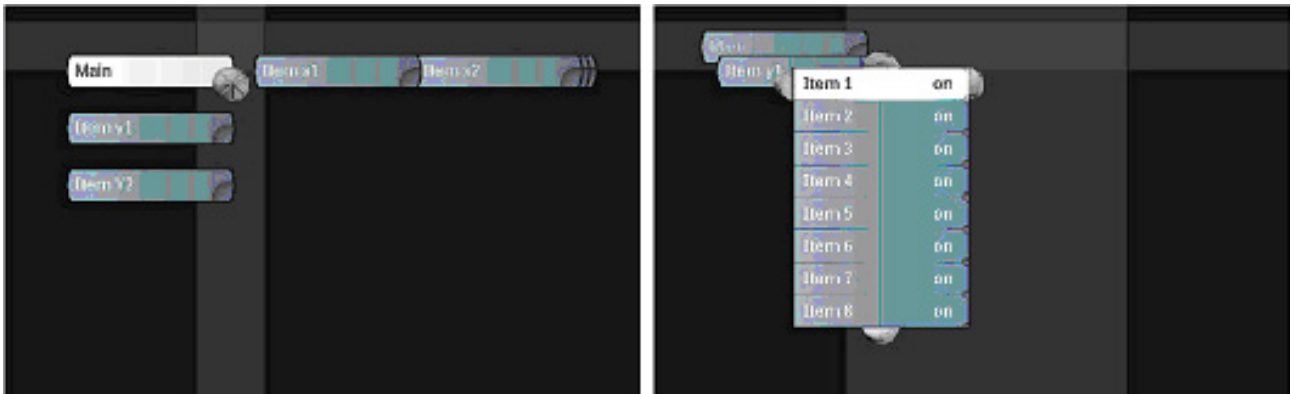 Main
Item x1
Item x2
Item y1
Item Y2
Main
Item y1
Item 1 on
Item 2 on
Item 3 on
Item 4 on
Item 5 on
Item 6 on
Item 7 on
Item 8 on